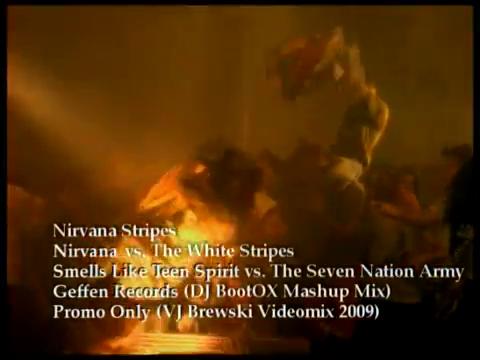 Nirvana Stripes
Nirvana vs. The White Stripes
Smells Like Teen Spirit vs. The Seven Nation Army
Geffen Records (DJ BootOX Mashup Mix)
Promo Only (VJ Brewski Videomix 2009)